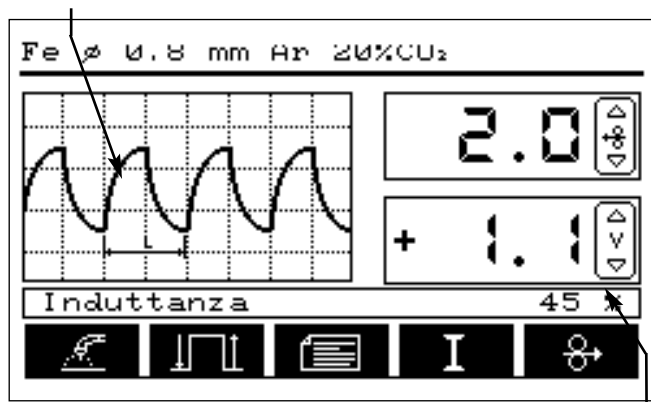 Fe ø 0.8 mm Ar 20%CO₂
2.0
L
+ 1.1 V
Induttanza 45 %
I